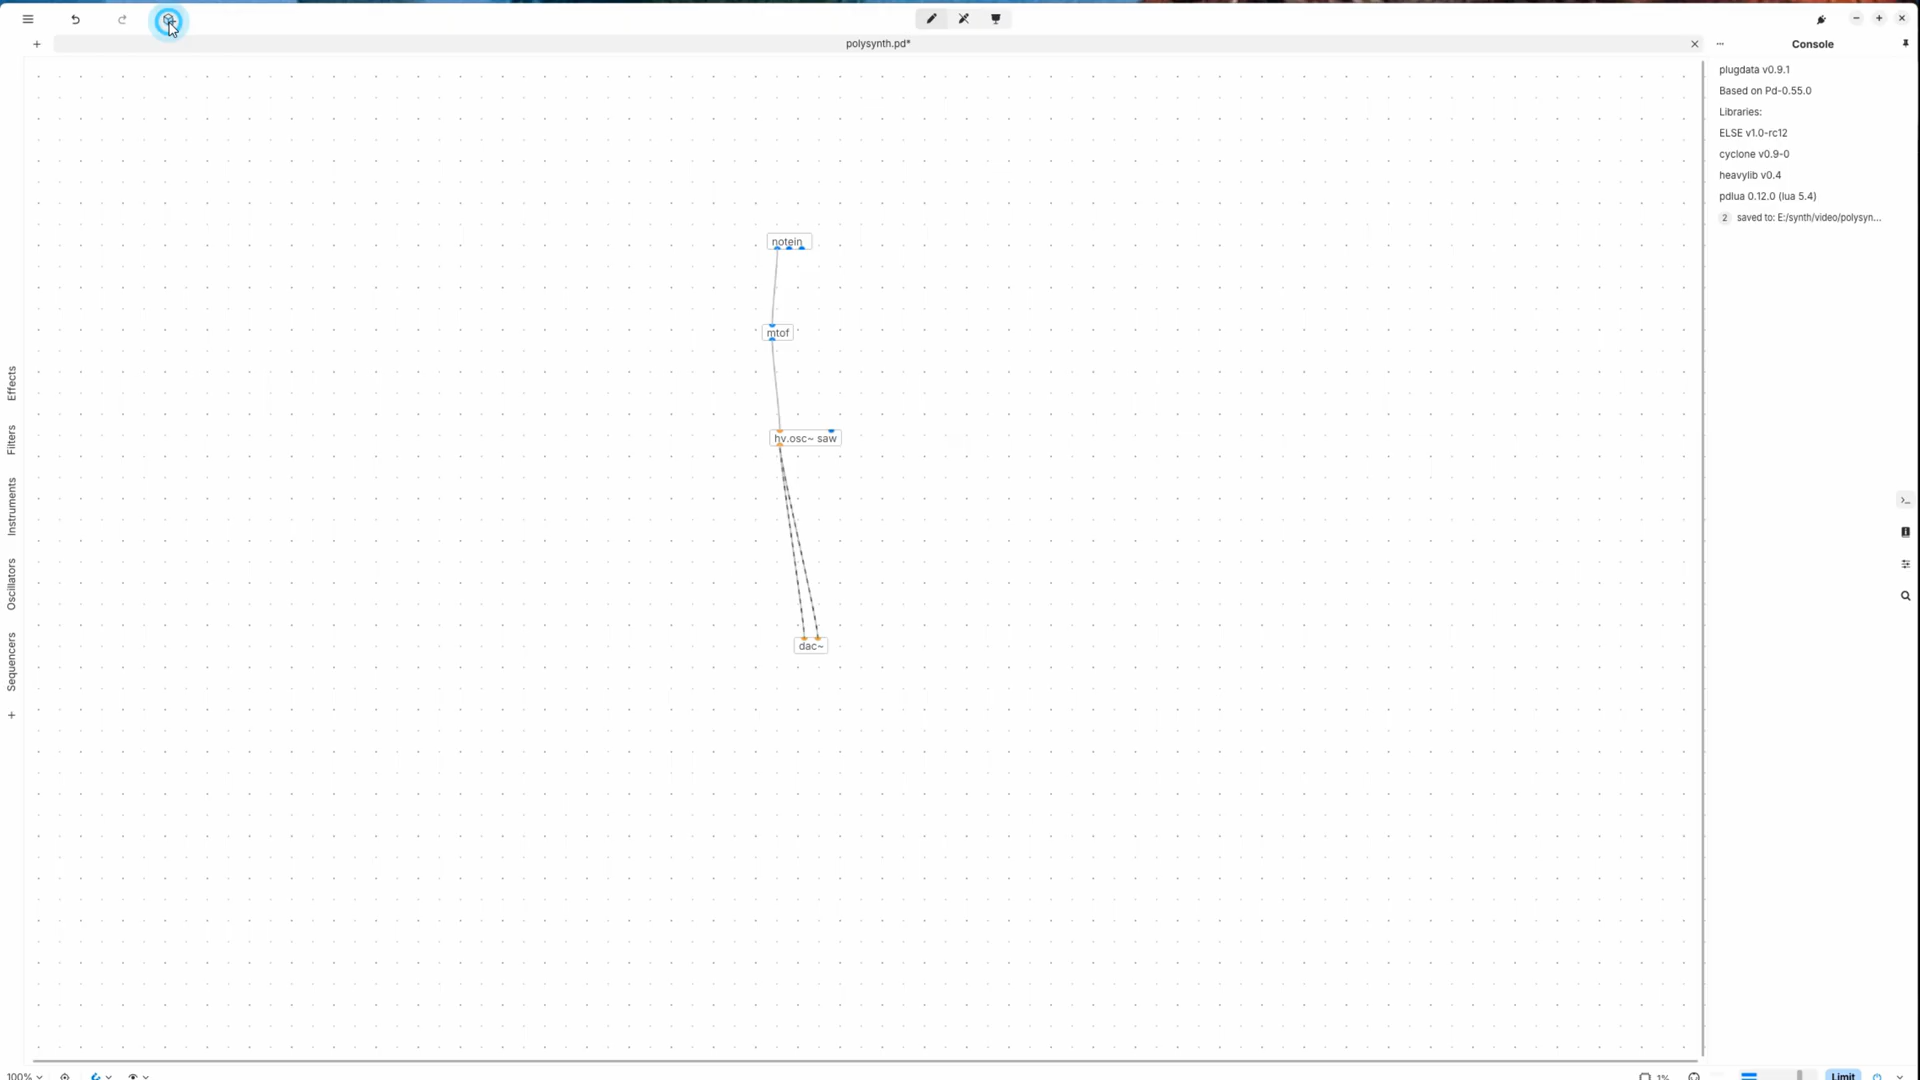 polysynth.pd*
Console
plugdata v0.9.1
Based on Pd-0.55.0
Libraries:
ELSE v1.0-rc12
cyclone v0.9-0
heavylib v0.4
pdlua 0.12.0 (lua 5.4)
2 saved to: E:/synth/video/polysyn...
notein
mtof
hv.osc~ saw
dac~
Effects
Filters
Instruments
Oscillators
Sequencers
100%
1%
Limit